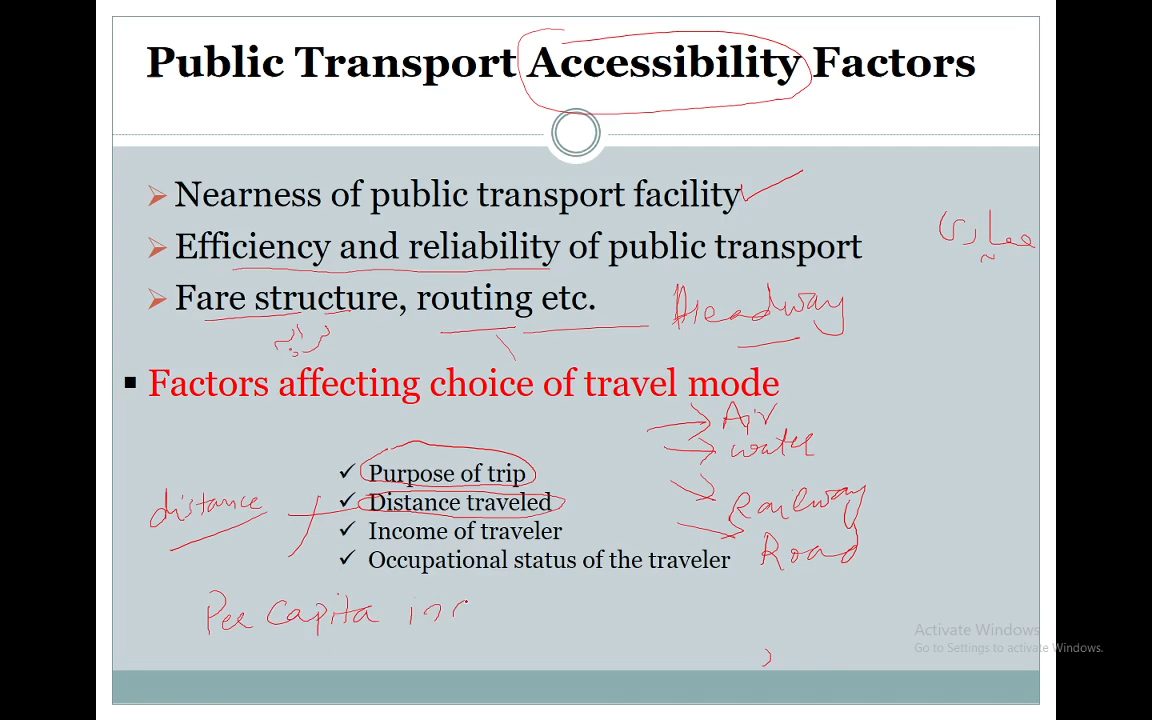 Public Transport Accessibility Factors
Nearness of public transport facility
Efficiency and reliability of public transport
Fare structure, routing etc.
Headway
Factors affecting choice of travel mode
Air
water
Railway
Road
Purpose of trip
Distance traveled
distance
Income of traveler
Occupational status of the traveler
Per Capita
Activate Windows
Go to Settings to activate Windows.